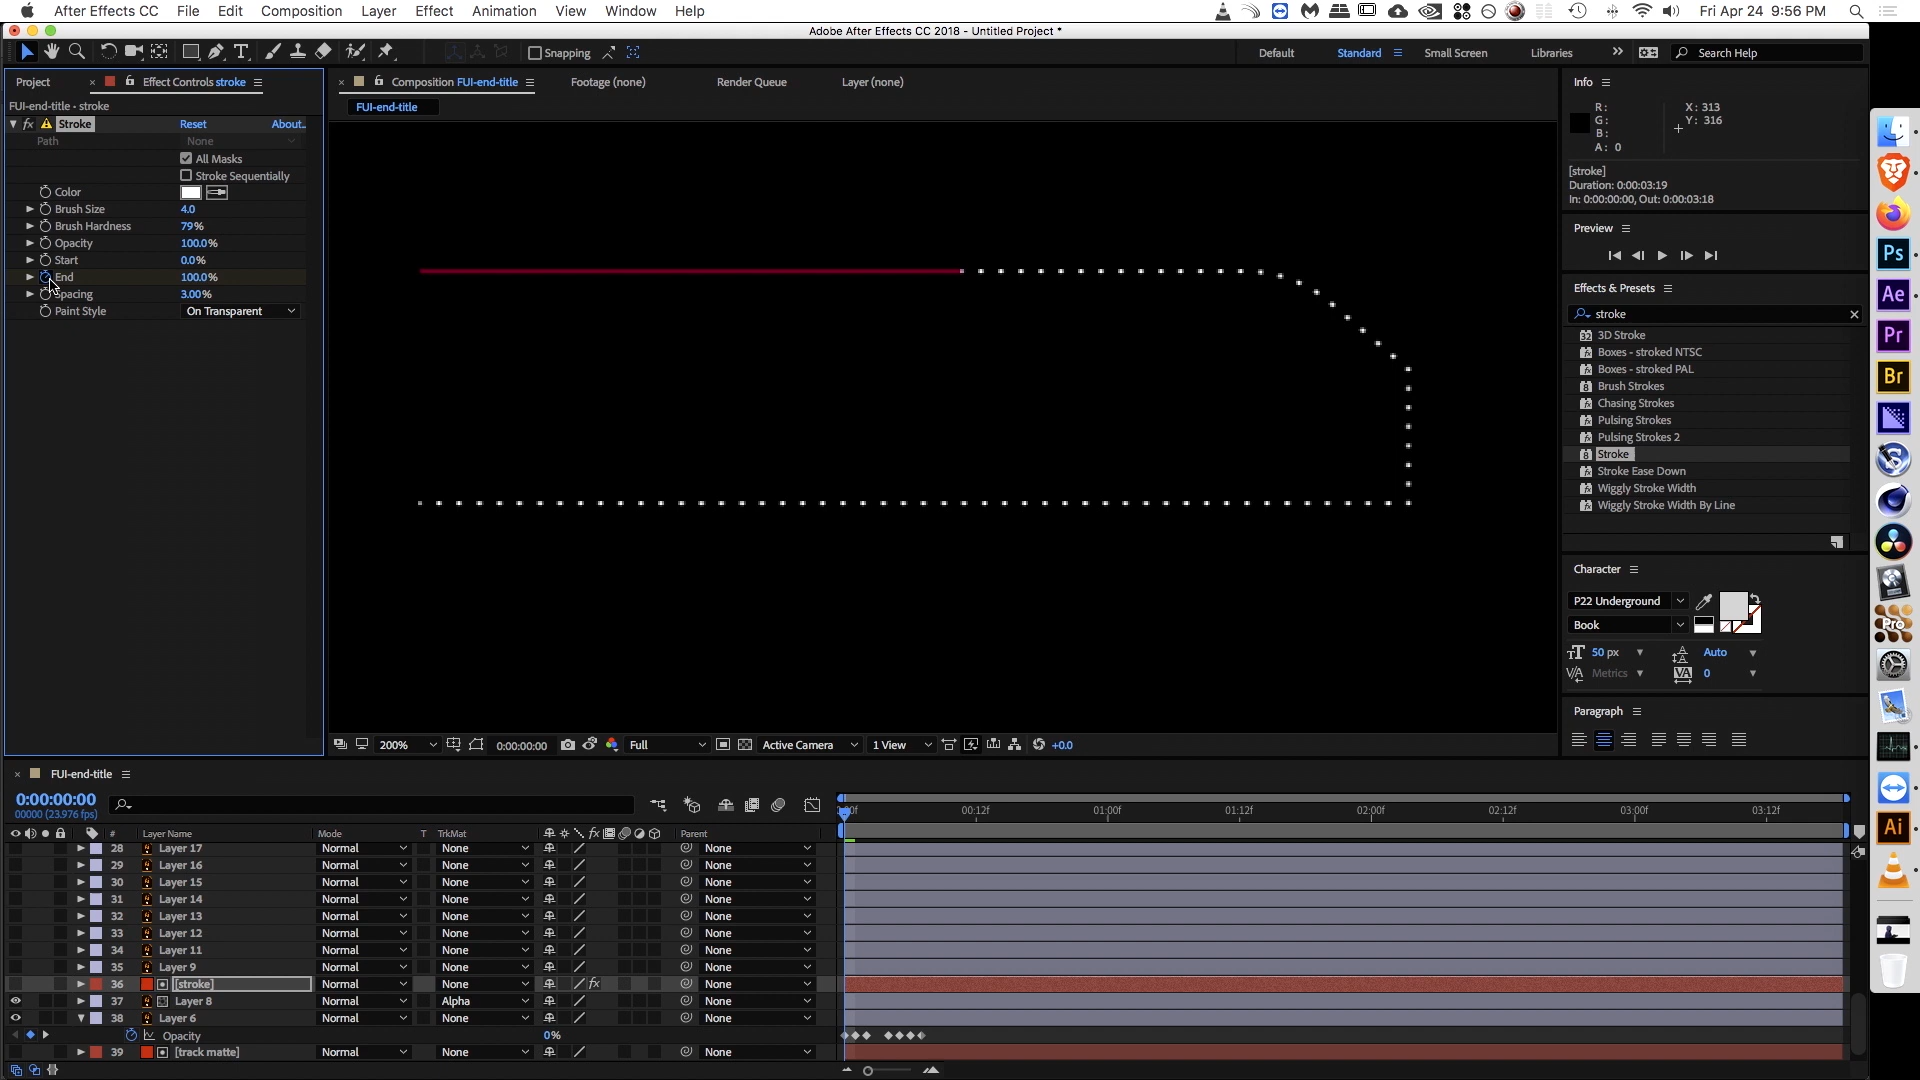 After Effects CC File Edit Composition Layer Effect Animation View Window Help Fri Apr 24 9:56 PM
Adobe After Effects CC 2018 - Untitled Project *
Snapping Default Standard Small Screen Libraries Search Help
Project Effect Controls stroke
FUI-end-title • stroke
fx Stroke Reset About..
Path None
All Masks
Stroke Sequentially
Color
Brush Size 4.0
Brush Hardness 79%
Opacity 100.0%
Start 0.0%
End 100.0%
Spacing 3.00%
Paint Style On Transparent
Composition FUI-end-title Footage (none) Render Queue Layer (none)
FUI-end-title
200% 0:00:00:00 Full Active Camera 1 View +0.0
Info
R: X: 313
G: Y: 316
B:
A: 0
[stroke]
Duration: 0:00:03:19
In: 0:00:00:00, Out: 0:00:03:18
Preview
Effects & Presets
stroke
3D Stroke
Boxes - stroked NTSC
Boxes - stroked PAL
Brush Strokes
Chasing Strokes
Pulsing Strokes
Pulsing Strokes 2
Stroke
Stroke Ease Down
Wiggly Stroke Width
Wiggly Stroke Width By Line
Character
P22 Underground
Book
50 px Auto
Metrics 0
Paragraph
Ps
Ae
Pr
Br
Pro
Ai
FUI-end-title
0:00:00:00
00000 (23.976 fps)
00:12f 01:00f 01:12f 02:00f 02:12f 03:00f 03:12f
# Layer Name Mode T TrkMat Parent
28 Layer 17 Normal None None
29 Layer 16 Normal None None
30 Layer 15 Normal None None
31 Layer 14 Normal None None
32 Layer 13 Normal None None
33 Layer 12 Normal None None
34 Layer 11 Normal None None
35 Layer 9 Normal None None
36 [stroke] Normal None fx None
37 Layer 8 Normal Alpha None
38 Layer 6 Normal None None
Opacity 0%
39 [track matte] Normal None None